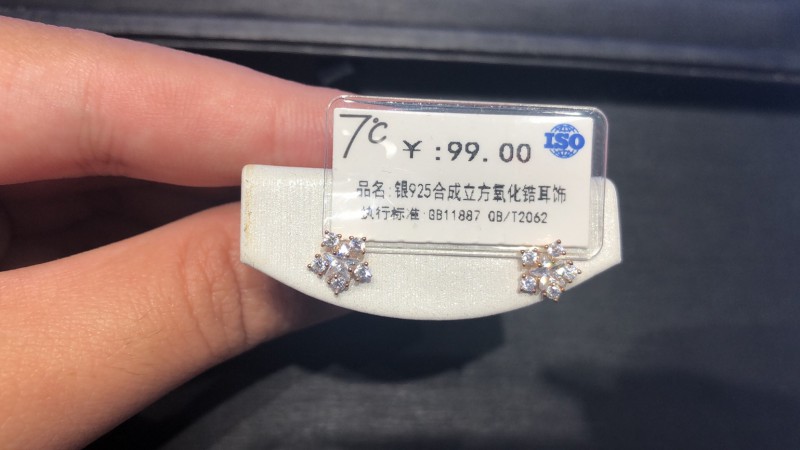 7℃
￥:99.00
ISO
品名:银925合成立方氧化锆耳饰
执行标准:GB11887 QB/T2062